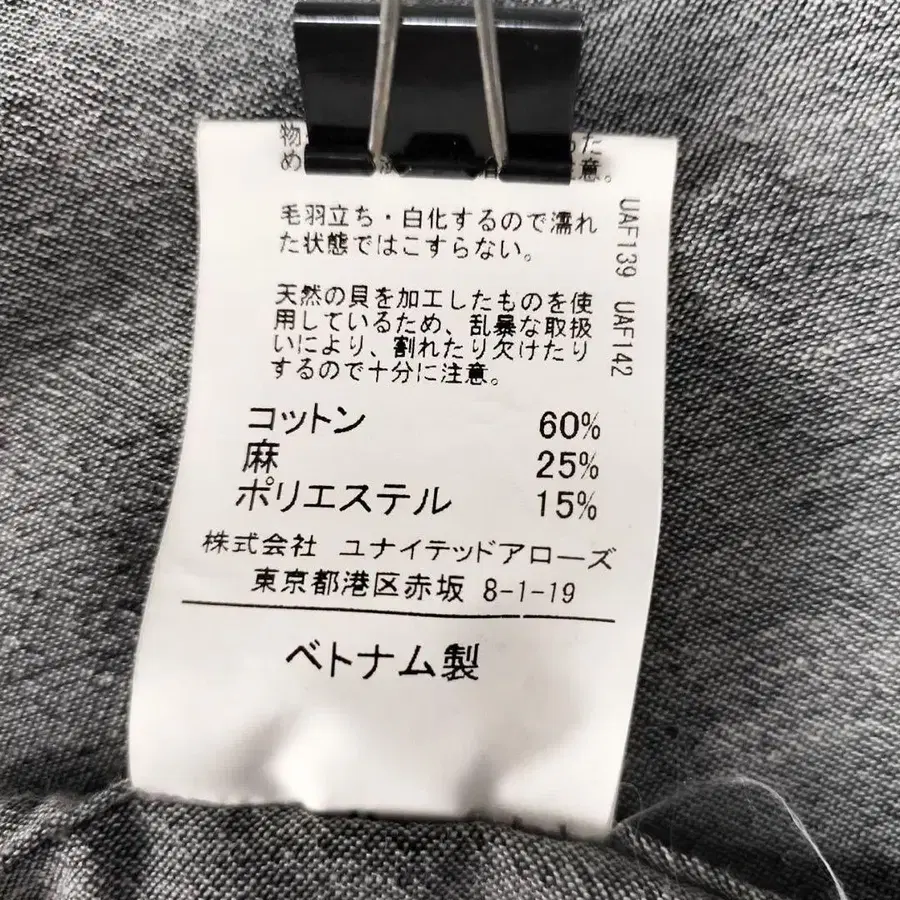 物
め 注意。
毛羽立ち・白化するので濡れ
た状態ではこすらない。
天然の貝を加工したものを使
用しているため、乱暴な取扱
いにより、割れたり欠けたり
するので十分に注意。
コットン 60%
麻 25%
ポリエステル 15%
株式会社 ユナイテッドアローズ
東京都港区赤坂 8-1-19
ベトナム製
UAF139 UAF142